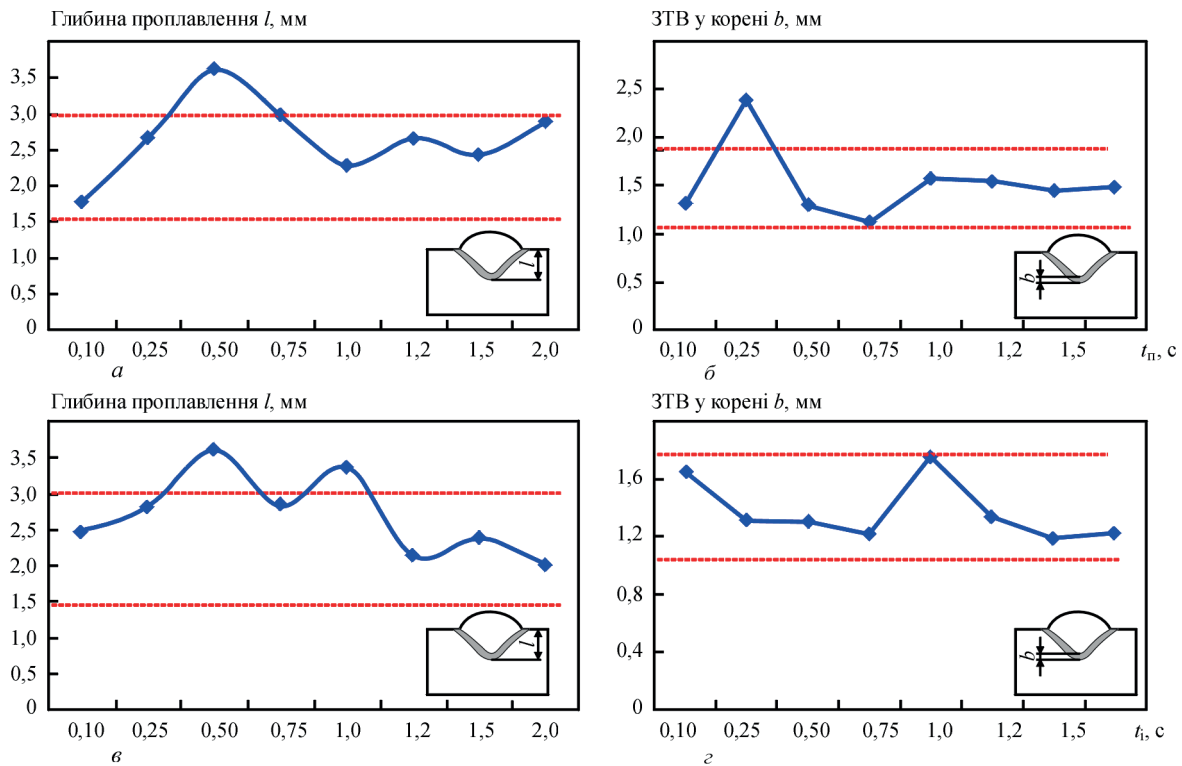 Глибина проплавлення l, мм
3,5
3,0
2,5
2,0
1,5
1,0
0,5
0
l
0,10 0,25 0,50 0,75 1,0 1,2 1,5 2,0
а
ЗТВ у корені b, мм
2,5
2,0
1,5
1,0
0,5
0
b
0,10 0,25 0,50 0,75 1,0 1,2 1,5 tп, с
б
Глибина проплавлення l, мм
3,5
3,0
2,5
2,0
1,5
1,0
0,5
0
l
0,10 0,25 0,50 0,75 1,0 1,2 1,5 2,0
в
ЗТВ у корені b, мм
1,6
1,2
0,8
0,4
0
b
0,10 0,25 0,50 0,75 1,0 1,2 1,5 tі, с
г